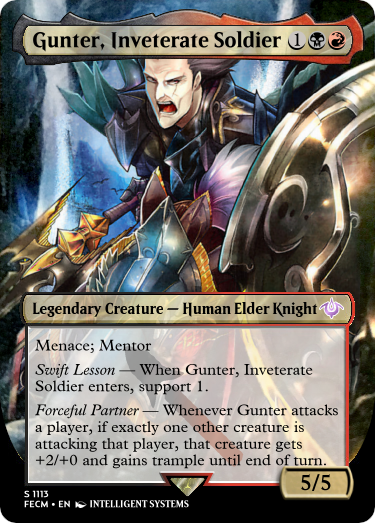 Gunter, Inveterate Soldier 1
Legendary Creature — Human Elder Knight
Menace; Mentor
Swift Lesson — When Gunter, Inveterate
Soldier enters, support 1.
Forceful Partner — Whenever Gunter attacks
a player, if exactly one other creature is
attacking that player, that creature gets
+2/+0 and gains trample until end of turn.
5/5
S 1113
FECM • EN INTELLIGENT SYSTEMS